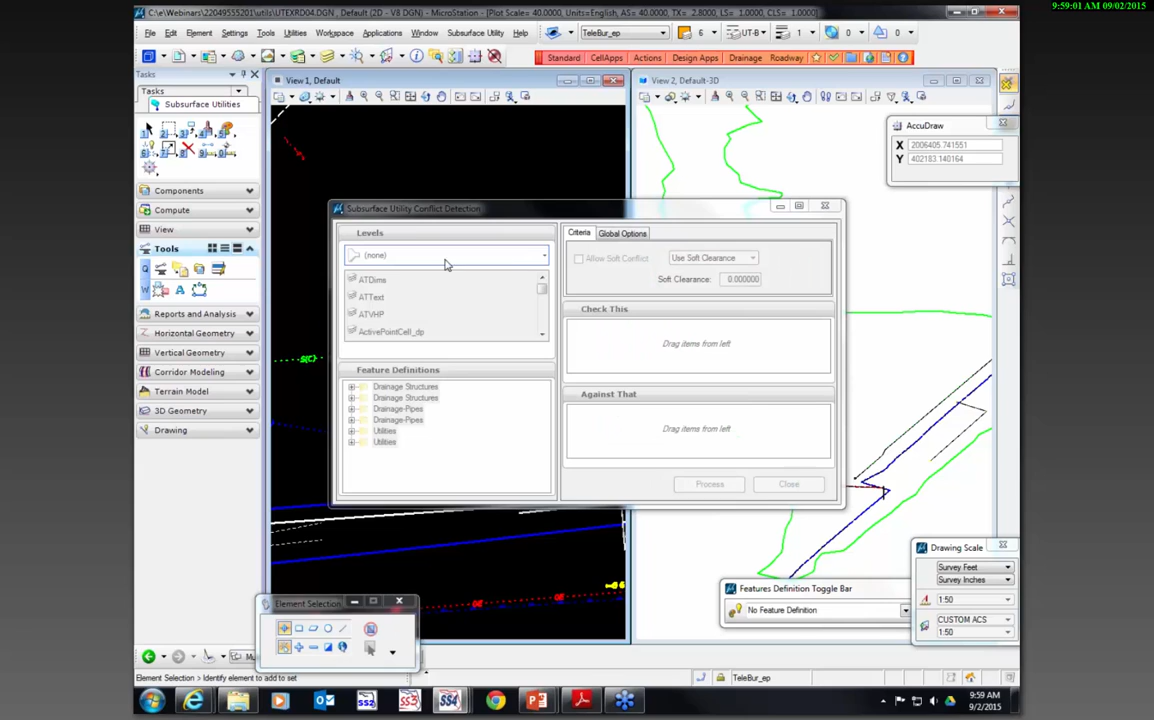 9:59:01 AM 09/02/2015
C:\e\Webinars\22049555201\utils\UTEXRD04.DGN , Default (2D - V8 DGN) - MicroStation - [Plot Scale= 40.0000, Units=English, AS= 40.0000, TX= 2.8000, LS= 1.0000, CLS= 1.0000]
File Edit Element Settings Tools Utilities Workspace Applications Window Subsurface Utility Help
TeleBur_ep
6
UT-B
1
0
0
Standard CellApps Actions Design Apps Drainage Roadway
Tasks
Tasks
Subsurface Utilities
Components
Compute
View
Tools
Q
W
Reports and Analysis
Horizontal Geometry
Vertical Geometry
Corridor Modeling
Terrain Model
3D Geometry
Drawing
View 1, Default
View 2, Default-3D
AccuDraw
X 2006405.741551
Y 402183.140164
Subsurface Utility Conflict Detection
Levels
(none)
ATDims
ATText
ATVHP
ActivePointCell_dp
Feature Definitions
Drainage Structures
Drainage Structures
Drainage-Pipes
Drainage-Pipes
Utilities
Utilities
Criteria Global Options
Allow Soft Conflict Use Soft Clearance
Soft Clearance: 0.000000
Check This
Drag items from left
Against That
Drag items from left
Process Close
S(C)
Drawing Scale
Survey Feet
Survey Inches
1:50
CUSTOM ACS
1:50
Features Definition Toggle Bar
No Feature Definition
Element Selection
Element Selection > Identify element to add to set
TeleBur_ep
SS2
SS3
SS4
9:59 AM
9/2/2015